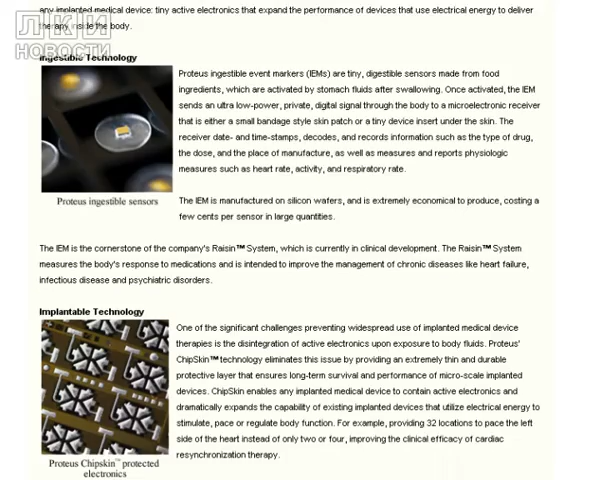 any implanted medical device: tiny active electronics that expand the performance of devices that use electrical energy to deliver
therapy inside the body.
ЛКИ
НОВОСТИ
Ingestible Technology
Proteus ingestible event markers (IEMs) are tiny, digestible sensors made from food
ingredients, which are activated by stomach fluids after swallowing. Once activated, the IEM
sends an ultra low-power, private, digital signal through the body to a microelectronic receiver
that is either a small bandage style skin patch or a tiny device insert under the skin. The
receiver date- and time-stamps, decodes, and records information such as the type of drug,
the dose, and the place of manufacture, as well as measures and reports physiologic
measures such as heart rate, activity, and respiratory rate.
Proteus ingestible sensors
The IEM is manufactured on silicon wafers, and is extremely economical to produce, costing a
few cents per sensor in large quantities.
The IEM is the cornerstone of the company's Raisin™ System, which is currently in clinical development. The Raisin™ System
measures the body's response to medications and is intended to improve the management of chronic diseases like heart failure,
infectious disease and psychiatric disorders.
Implantable Technology
One of the significant challenges preventing widespread use of implanted medical device
therapies is the disintegration of active electronics upon exposure to body fluids. Proteus'
ChipSkin™ technology eliminates this issue by providing an extremely thin and durable
protective layer that ensures long-term survival and performance of micro-scale implanted
devices. ChipSkin enables any implanted medical device to contain active electronics and
dramatically expands the capability of existing implanted devices that utilize electrical energy to
stimulate, pace or regulate body function. For example, providing 32 locations to pace the left
side of the heart instead of only two or four, improving the clinical efficacy of cardiac
resynchronization therapy.
Proteus Chipskin™ protected
electronics